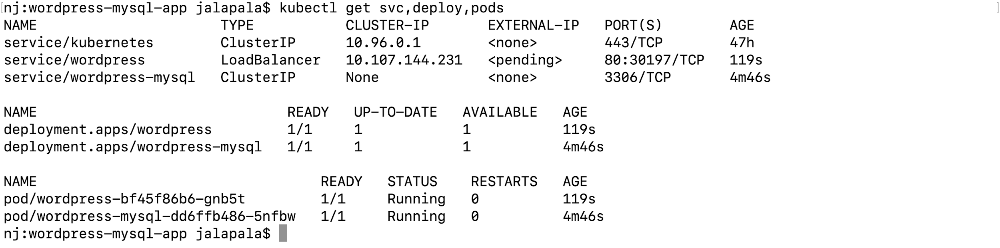 [nj:wordpress-mysql-app jalapala$ kubectl get svc,deploy,pods ]
NAME TYPE CLUSTER-IP EXTERNAL-IP PORT(S) AGE
service/kubernetes ClusterIP 10.96.0.1 <none> 443/TCP 47h
service/wordpress LoadBalancer 10.107.144.231 <pending> 80:30197/TCP 119s
service/wordpress-mysql ClusterIP None <none> 3306/TCP 4m46s
NAME READY UP-TO-DATE AVAILABLE AGE
deployment.apps/wordpress 1/1 1 1 119s
deployment.apps/wordpress-mysql 1/1 1 1 4m46s
NAME READY STATUS RESTARTS AGE
pod/wordpress-bf45f86b6-gnb5t 1/1 Running 0 119s
pod/wordpress-mysql-dd6ffb486-5nfbw 1/1 Running 0 4m46s
nj:wordpress-mysql-app jalapala$